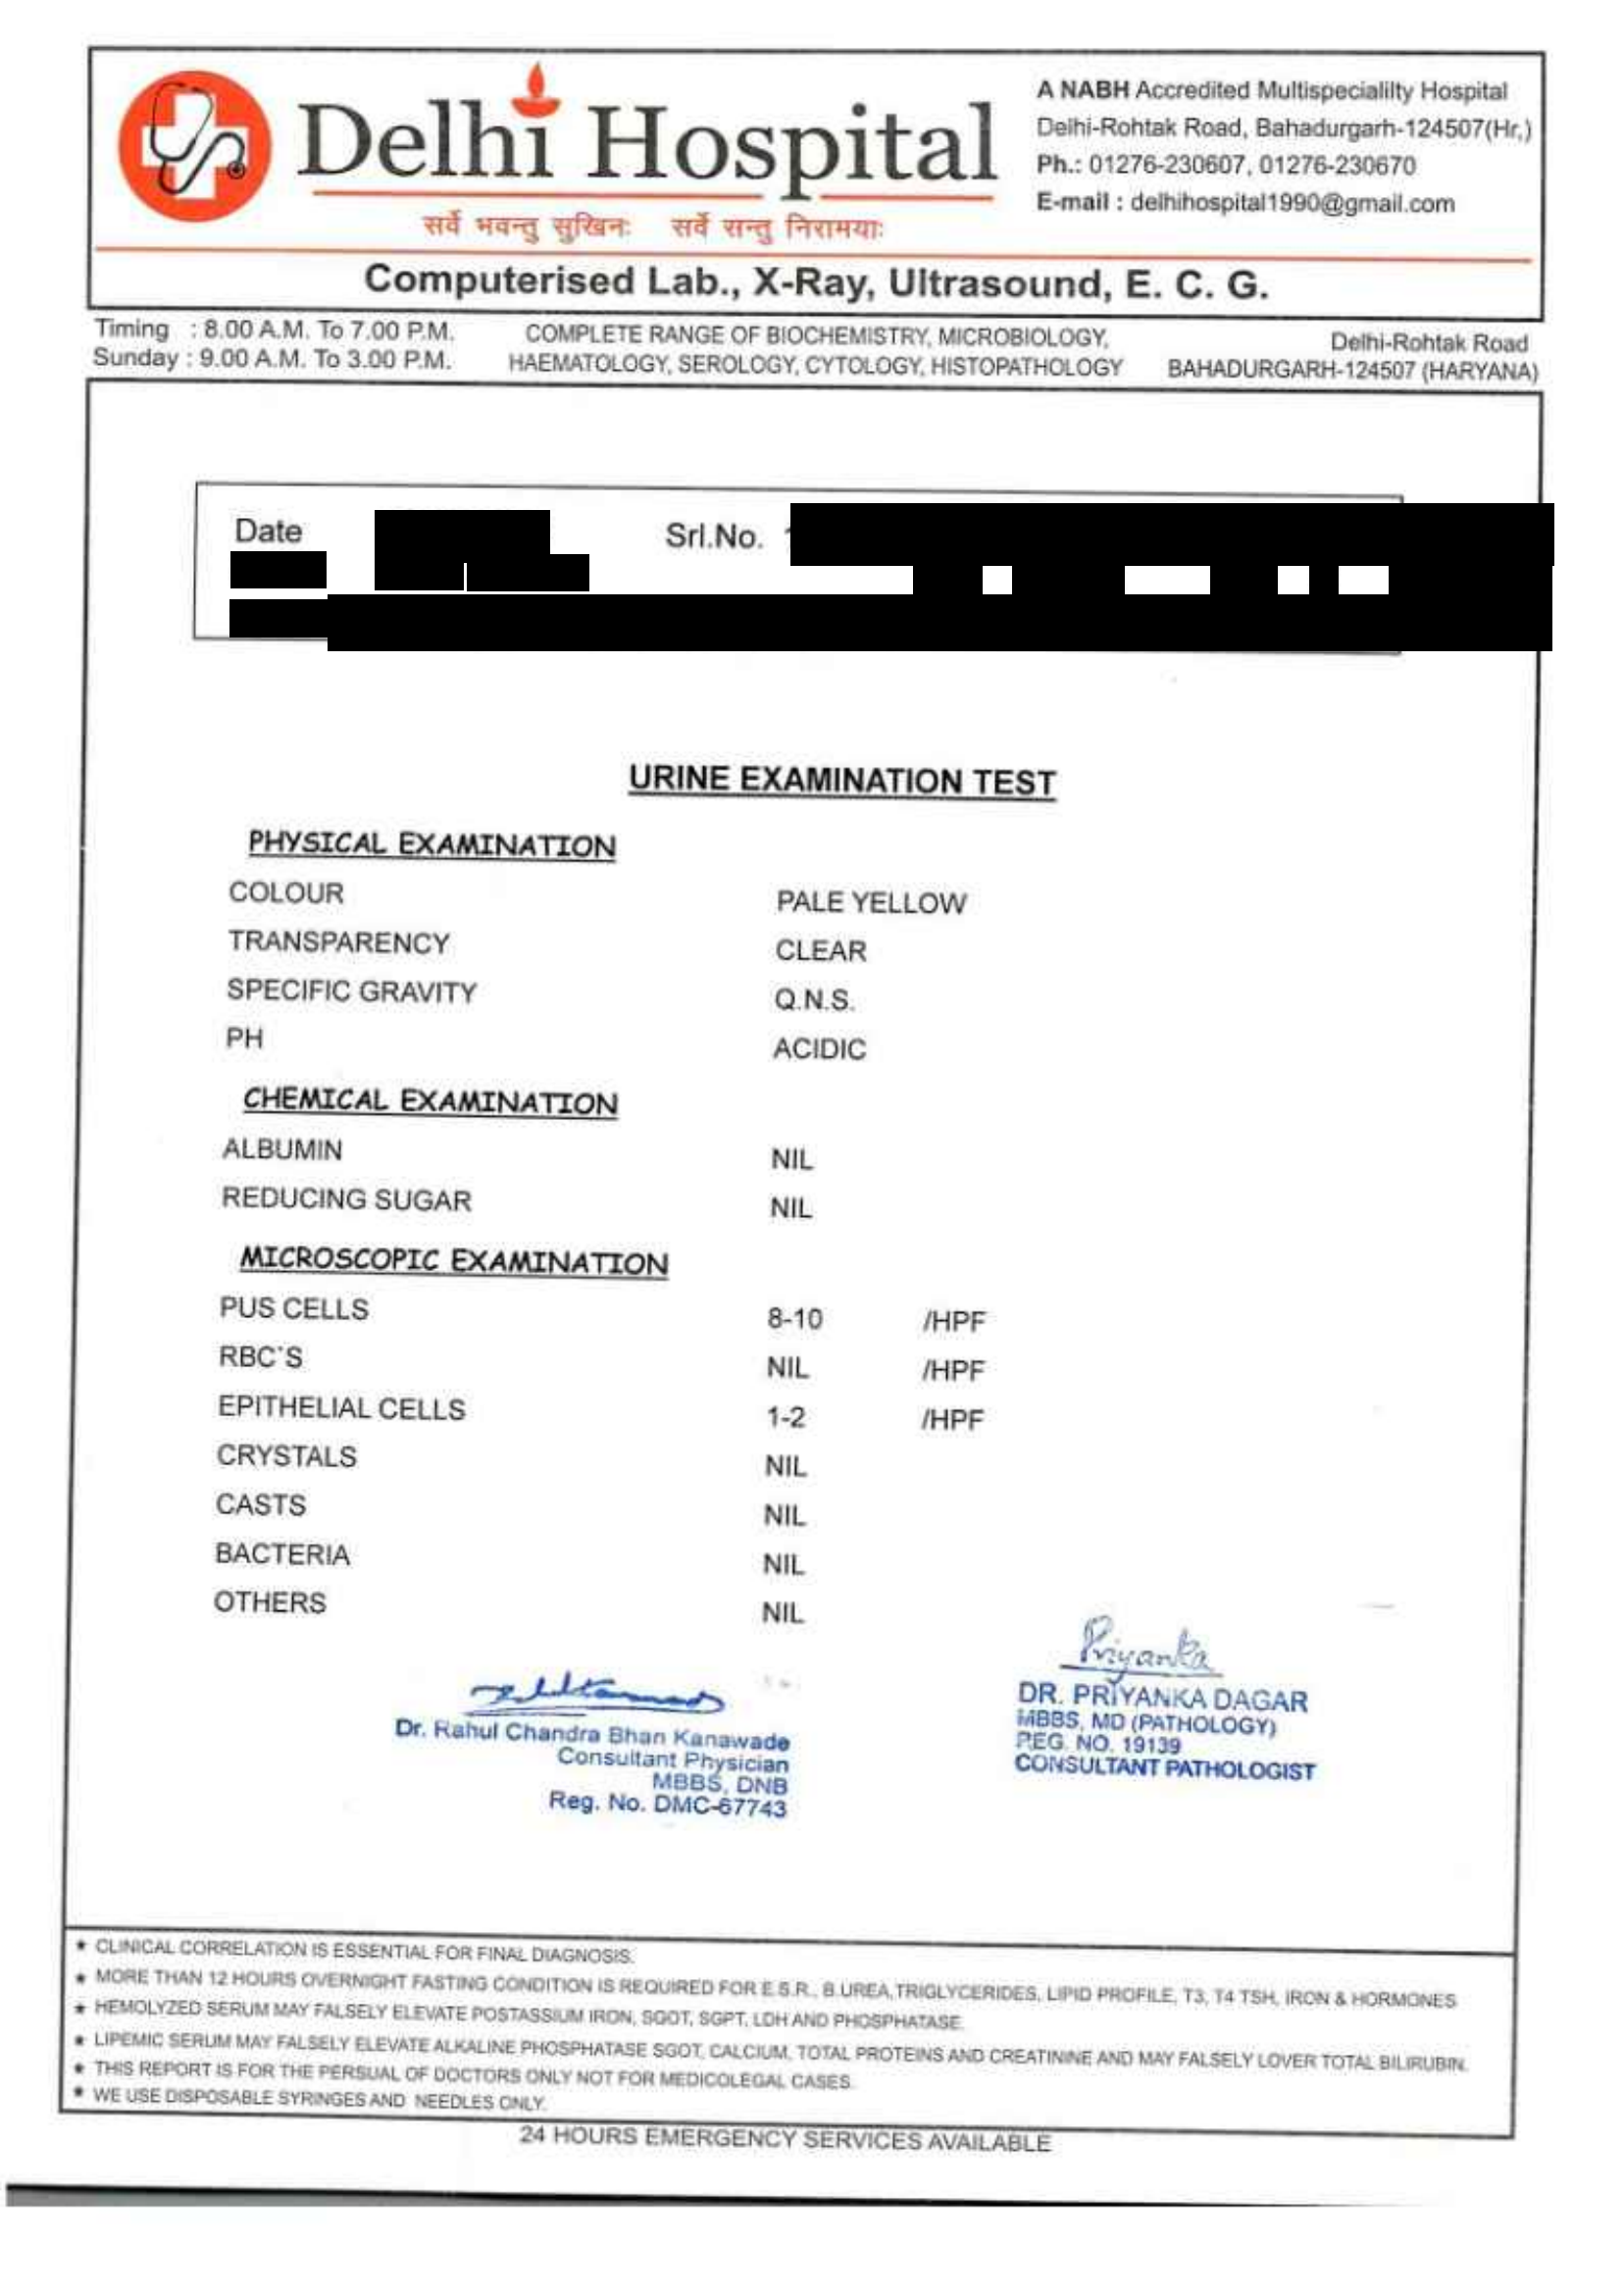 Delhi Hospital
सर्वे भवन्तु सुखिनः सर्वे सन्तु निरामयाः
A NABH Accredited Multispecialilty Hospital
Delhi-Rohtak Road, Bahadurgarh-124507(Hr,)
Ph.: 01276-230607, 01276-230670
E-mail : delhihospital1990@gmail.com
Computerised Lab., X-Ray, Ultrasound, E. C. G.
Timing : 8.00 A.M. To 7.00 P.M.
Sunday : 9.00 A.M. To 3.00 P.M.
COMPLETE RANGE OF BIOCHEMISTRY, MICROBIOLOGY,
HAEMATOLOGY, SEROLOGY, CYTOLOGY, HISTOPATHOLOGY
Delhi-Rohtak Road
BAHADURGARH-124507 (HARYANA)
Date Srl.No.
URINE EXAMINATION TEST
PHYSICAL EXAMINATION
COLOUR PALE YELLOW
TRANSPARENCY CLEAR
SPECIFIC GRAVITY Q.N.S.
PH ACIDIC
CHEMICAL EXAMINATION
ALBUMIN NIL
REDUCING SUGAR NIL
MICROSCOPIC EXAMINATION
PUS CELLS 8-10 /HPF
RBC'S NIL /HPF
EPITHELIAL CELLS 1-2 /HPF
CRYSTALS NIL
CASTS NIL
BACTERIA NIL
OTHERS NIL
Dr. Rahul Chandra Bhan Kanawade
Consultant Physician
MBBS, DNB
Reg. No. DMC-67743
Priyanka
DR. PRIYANKA DAGAR
MBBS, MD (PATHOLOGY)
REG. NO. 19139
CONSULTANT PATHOLOGIST
★ CLINICAL CORRELATION IS ESSENTIAL FOR FINAL DIAGNOSIS.
★ MORE THAN 12 HOURS OVERNIGHT FASTING CONDITION IS REQUIRED FOR E.S.R., B.UREA,TRIGLYCERIDES, LIPID PROFILE, T3, T4 TSH, IRON & HORMONES
★ HEMOLYZED SERUM MAY FALSELY ELEVATE POSTASSIUM IRON, SGOT, SGPT, LDH AND PHOSPHATASE.
★ LIPEMIC SERUM MAY FALSELY ELEVATE ALKALINE PHOSPHATASE SGOT, CALCIUM, TOTAL PROTEINS AND CREATININE AND MAY FALSELY LOVER TOTAL BILIRUBIN.
★ THIS REPORT IS FOR THE PERSUAL OF DOCTORS ONLY NOT FOR MEDICOLEGAL CASES.
★ WE USE DISPOSABLE SYRINGES AND NEEDLES ONLY.
24 HOURS EMERGENCY SERVICES AVAILABLE